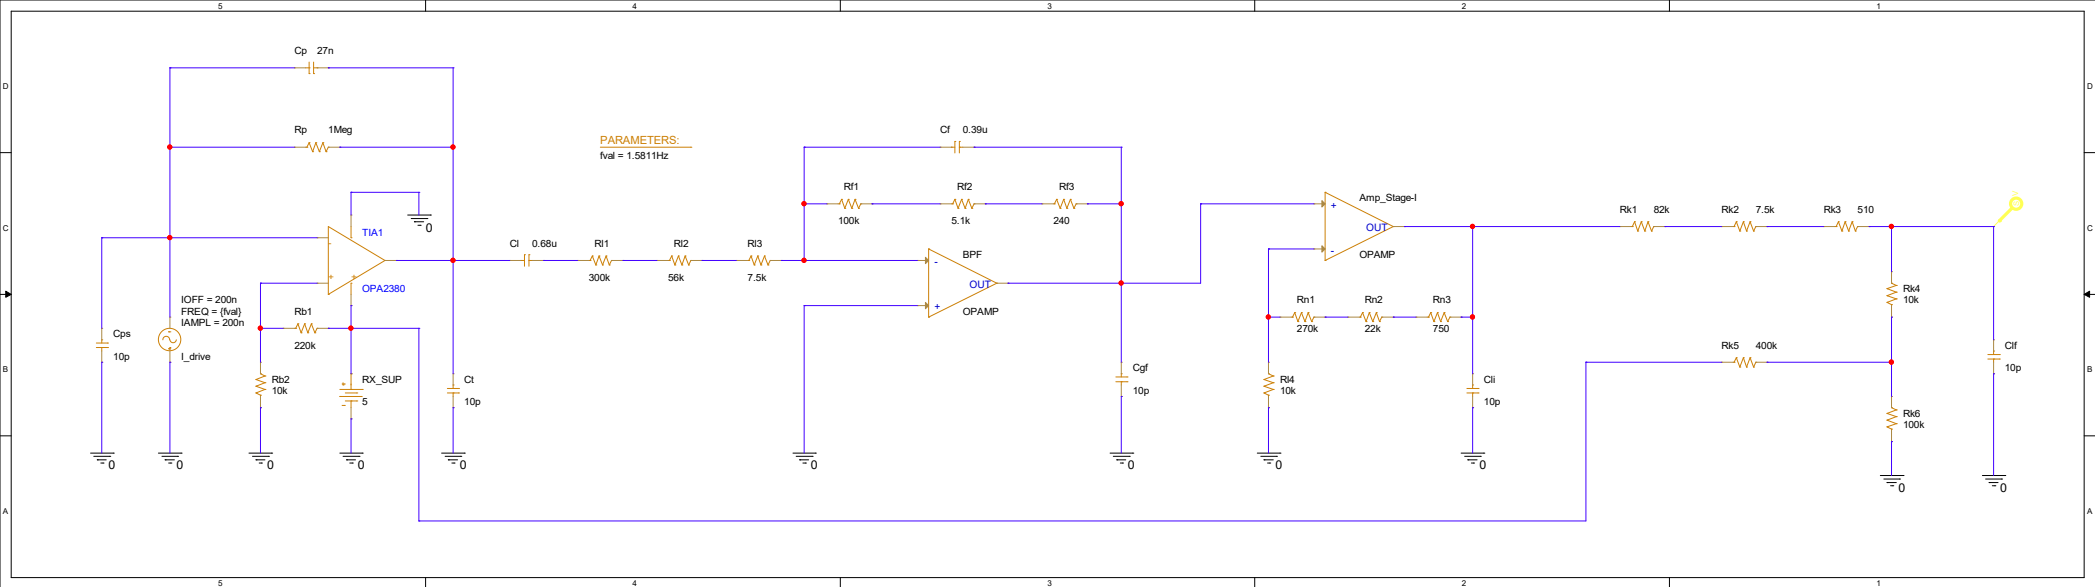 5 4 3 2 1
D D
C C
B B
A A
5 4 3 2 1
Cp 27n
Rp 1Meg
TIA1
-
+
+
OPA2380
0
IOFF = 200n
FREQ = {fval}
IAMPL = 200n
I_drive
Cps
10p
Rb1
220k
Rb2
10k
RX_SUP
+
-
5
Ct
10p
0 0 0 0 0
PARAMETERS:
fval = 1.5811Hz
Cl 0.68u
Rl1
300k
Rl2
56k
Rl3
7.5k
Cf 0.39u
Rf1
100k
Rf2
5.1k
Rf3
240
BPF
-
OUT
+
OPAMP
Cgf
10p
0 0
Amp_Stage-I
+
OUT
-
OPAMP
Rn1
270k
Rn2
22k
Rn3
750
Rl4
10k
Cli
10p
0 0
Rk1 82k
Rk2 7.5k
Rk3 510
Rk4
10k
Rk5 400k
Rk6
100k
Clf
10p
0 0